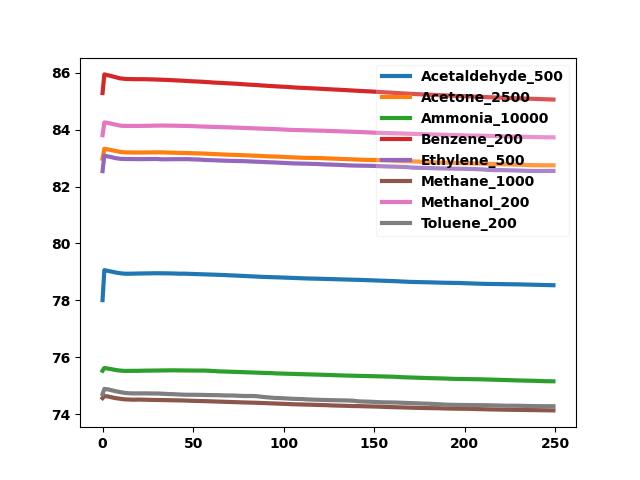 86
84
82
80
78
76
74
0 50 100 150 200 250
Acetaldehyde_500
Acetone_2500
Ammonia_10000
Benzene_200
Ethylene_500
Methane_1000
Methanol_200
Toluene_200